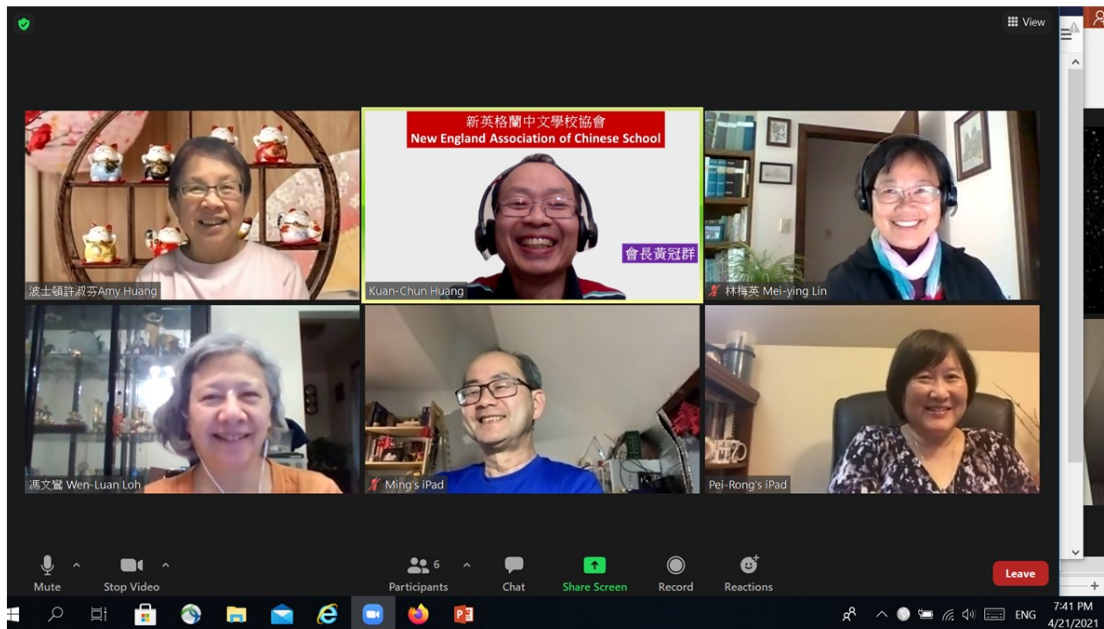 View
新英格蘭中文學校協會
New England Association of Chinese School
會長黃冠群
波士頓許淑芬Amy Huang
Kuan-Chun Huang
林梅英 Mei-ying Lin
馮文鸞 Wen-Luan Loh
Ming's iPad
Pei-Rong's iPad
6
Mute
Stop Video
Participants
Chat
Share Screen
Record
Reactions
Leave
ENG
7:41 PM
4/21/2021